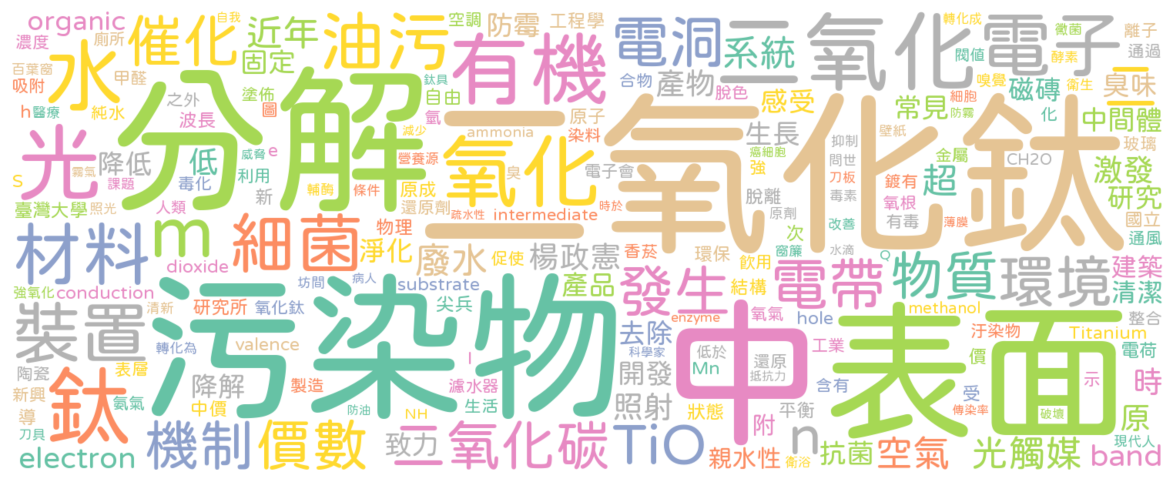 organic
催化
近年
油污
有機
空調
防霉
工程學
電洞
系統
二氧化
電子
轉化成
黴菌
離子
自我
濃度
廁所
水
固定
鈦具
自由
合物
產物
脫色
閥值
酵素
通過
臭味
百葉窗
吸附
甲醛
分解
二氧化
二氧化鈦
感受
常見
磁磚
嗅覺
細胞
衛生
化
中間體
h
醫療
純水
之外
波長
塗佈
圖
氫
減少
ammonia
原子
染料
生長
癌細胞
強
防霧
壁紙
玻璃
光
霧氣
課題
降低
低
威脅
e
營養源
臭
電子會
抑制
問世
刀板
金屬
CH2O
激發
S
毒化
利用
新
輔酶
條件
原成
還原劑
疏水性
脫離
毒素
鍍有
氧根
超
研究
臺灣大學
照光
人類
m
細菌
物理
intermediate
時於
原劑
次
改善
有毒
薄膜
國立
通風
材料
dioxide
淨化
廢水
促使
楊政憲
香菸
環保
窗簾
水滴
Q
物質
環境
建築
清潔
強氧化
conduction
坊間
病人
substrate
尖兵
產品
發生
飲用
結構
電帶
裝置
清新
研究所
氧化鈦
污染物
enzyme
氧氣
hole
methanol
汙染物
Titanium
整合
轉化為
valence
去除
科學家
中
表面
陶瓷
表層
降解
製造
l
濾水器
開發
低於
Mn
還原
抵抗力
工業
價
電荷
新興
鈦
氨氣
中價
防油
NH
生活
照射
狀態
平衡
含有
受
示
時
導
傳染率
破壞
原
刀具
electron
機制
價數
致力
二氧化碳
TiO
附
親水性
衛浴
n
抗菌
空氣
光觸媒
現代人
band